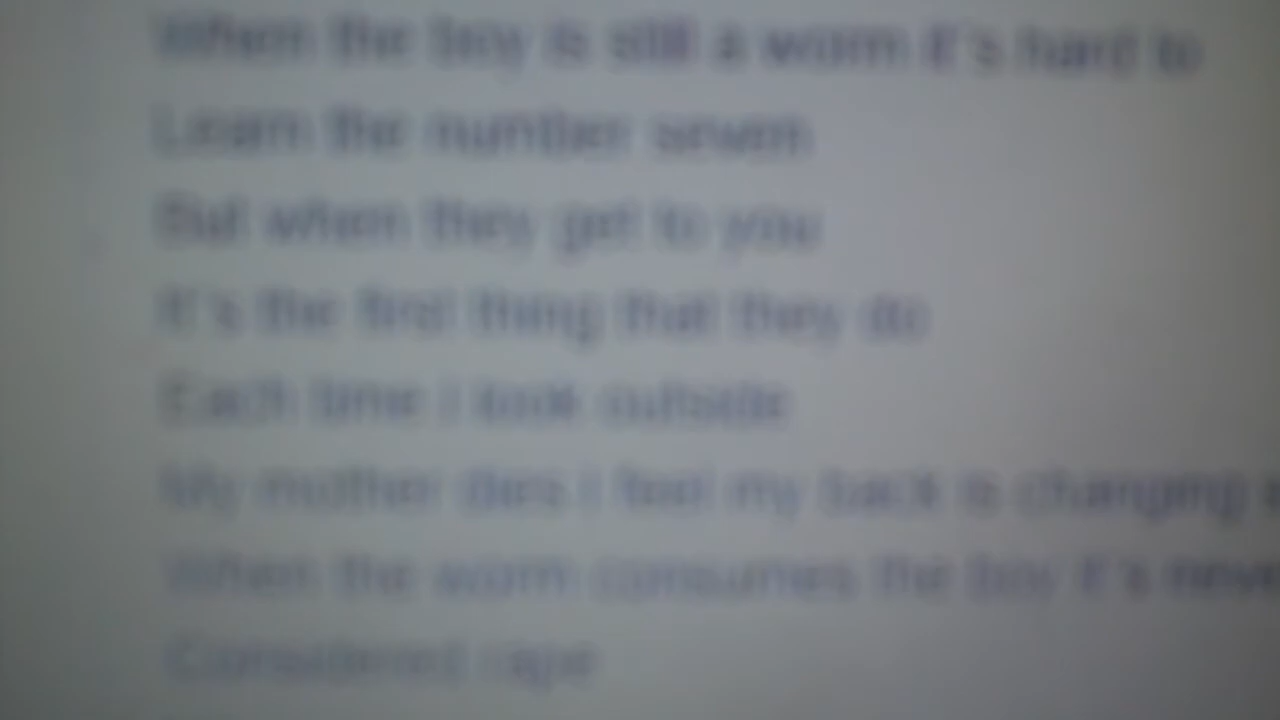 When the boy is still a worm it's hard to
Learn the number seven
But when they get to you
It's the first thing that they do
Each time I look outside
My mother dies I feel my back is changing
When the worm consumes the boy it's
Considered rape